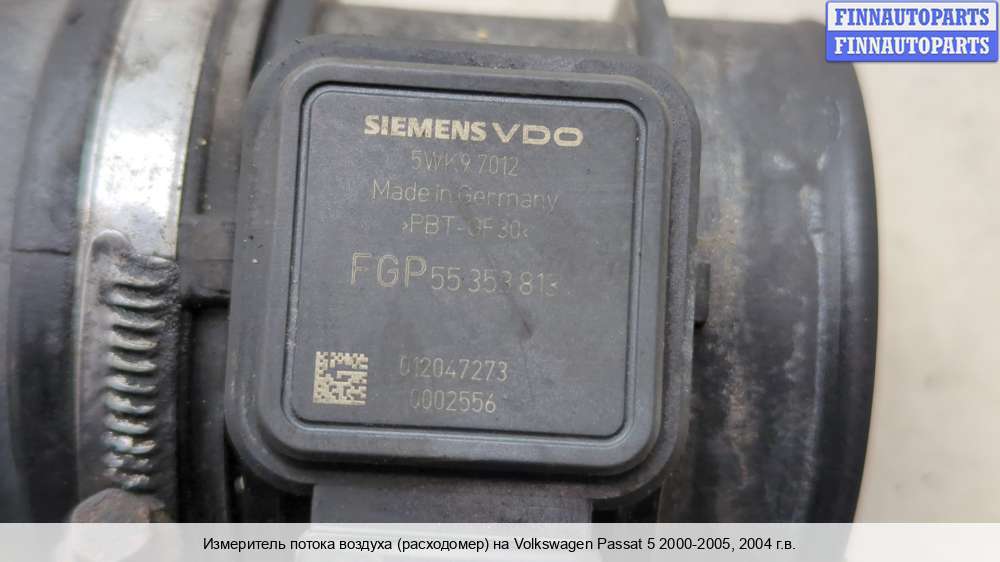 FINNAUTOPARTS
FINNAUTOPARTS
SIEMENS VDO
5WK9 7012
Made in Germany
>PBT-GF30<
FGP 55 353 813
012047273
0002556
Измеритель потока воздуха (расходомер) на Volkswagen Passat 5 2000-2005, 2004 г.в.